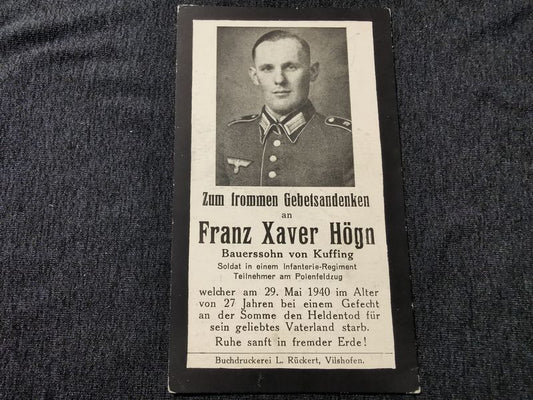 Zum frommen Gebetsandenken
an
Franz Xaver Högn
Bauerssohn von Kuffing
Soldat in einem Infanterie-Regiment
Teilnehmer am Polenfeldzug
welcher am 29. Mai 1940 im Alter
von 27 Jahren bei einem Gefecht
an der Somme den Heldentod für
sein geliebtes Vaterland starb.
Ruhe sanft in fremder Erde!
Buchdruckerei L. Rückert, Vilshofen.